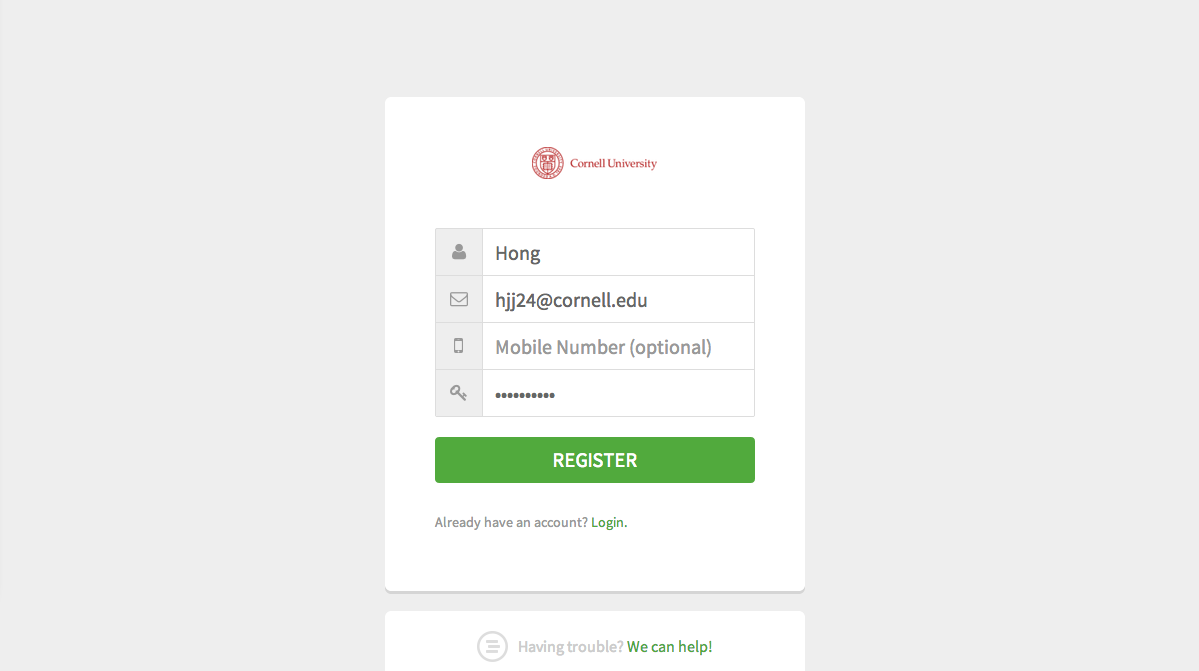 Cornell University
Hong
hjj24@cornell.edu
Mobile Number (optional)
••••••••••
REGISTER
Already have an account? Login.
Having trouble? We can help!